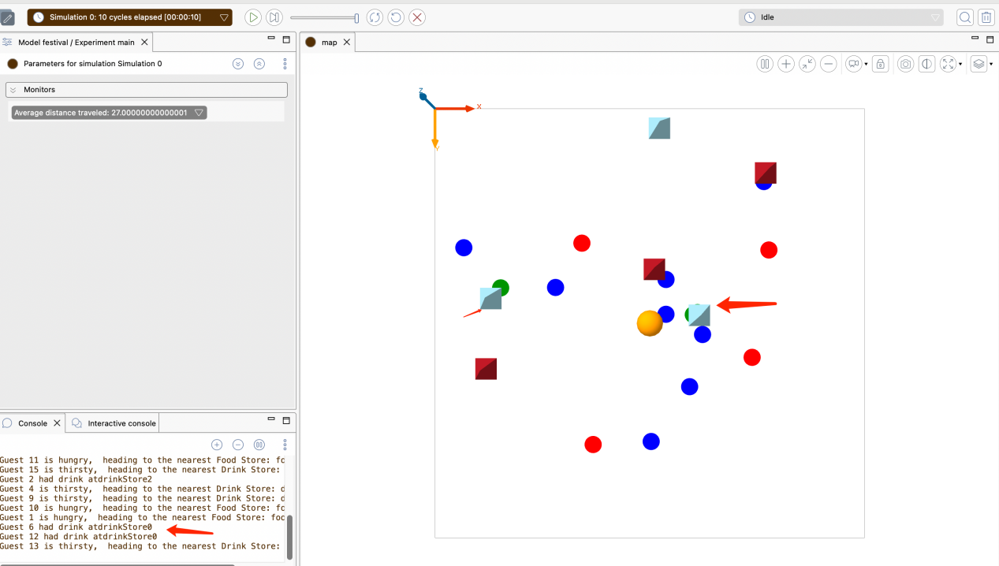 Simulation 0: 10 cycles elapsed [00:00:10]
Idle
Model festival / Experiment main
map
Parameters for simulation Simulation 0
Monitors
Average distance traveled: 27.00000000000001
Z
X
Y
Console
Interactive console
Guest 11 is hungry,  heading to the nearest Food Store: fo
Guest 15 is thirsty,  heading to the nearest Drink Store:
Guest 2 had drink atdrinkStore2
Guest 4 is thirsty,  heading to the nearest Drink Store: d
Guest 9 is thirsty,  heading to the nearest Drink Store: d
Guest 10 is hungry,  heading to the nearest Food Store: fo
Guest 1 is hungry,  heading to the nearest Food Store: foo
Guest 6 had drink atdrinkStore0
Guest 12 had drink atdrinkStore0
Guest 13 is thirsty,  heading to the nearest Drink Store: